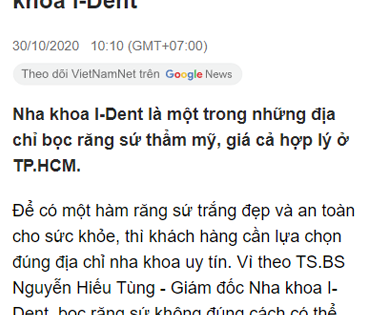 khoa I-Dent
30/10/2020 10:10 (GMT+07:00)
Theo dõi VietNamNet trên Google News
Nha khoa I-Dent là một trong những địa
chỉ bọc răng sứ thẩm mỹ, giá cả hợp lý ở
TP.HCM.
Để có một hàm răng sứ trắng đẹp và an toàn
cho sức khỏe, thì khách hàng cần lựa chọn
đúng địa chỉ nha khoa uy tín. Vì theo TS.BS
Nguyễn Hiếu Tùng - Giám đốc Nha khoa I-
Dent, bọc răng sứ không đúng cách có thể